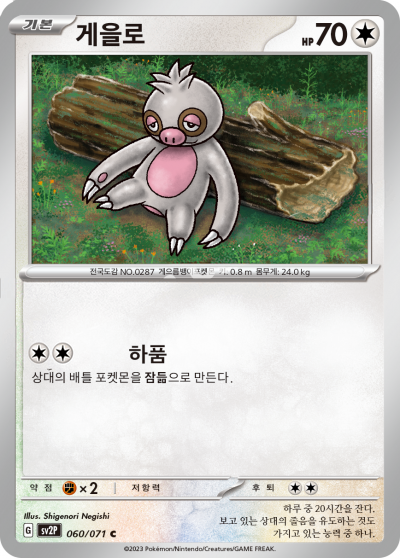 기본 게을로 HP 70
전국도감 NO.0287 게으름뱅이포켓몬 키: 0.8 m 몸무게: 24.0 kg
하품
상대의 배틀 포켓몬을 잠듦으로 만든다.
약점 ×2 저항력 후퇴
Illus. Shigenori Negishi
G SV2P 060/071 C
하루 중 20시간을 잔다.
보고 있는 상대의 졸음을 유도하는 것도
가지고 있는 능력 중 하나.
©2023 Pokémon/Nintendo/Creatures/GAME FREAK.